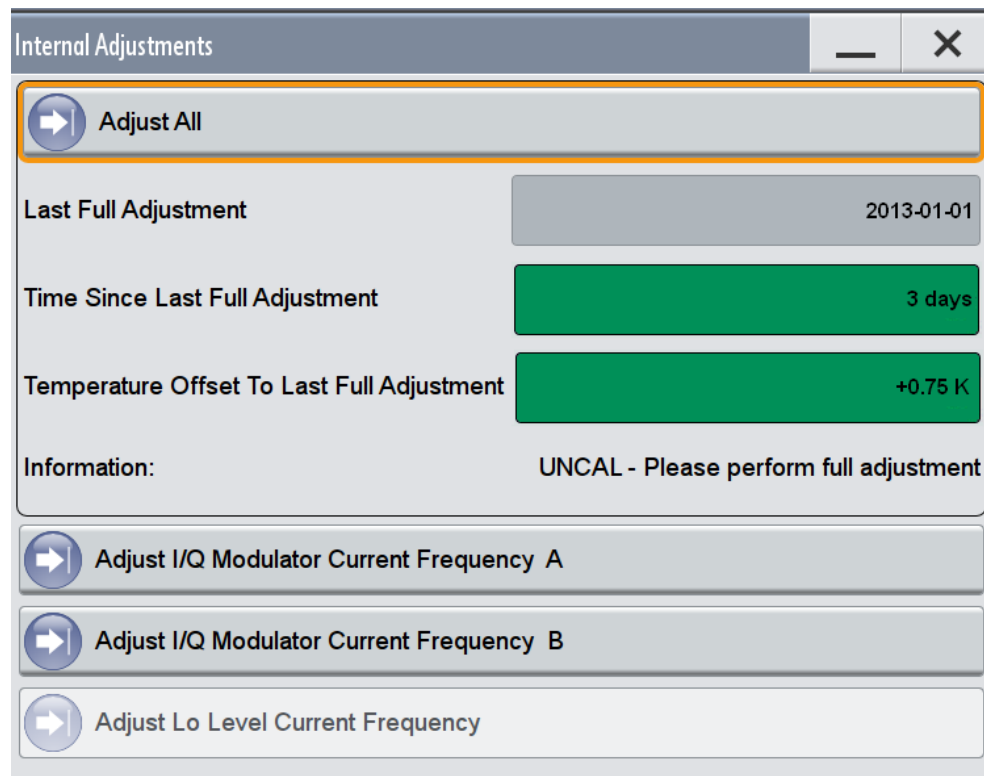 Internal Adjustments
Adjust All
Last Full Adjustment 2013-01-01
Time Since Last Full Adjustment 3 days
Temperature Offset To Last Full Adjustment +0.75 K
Information: UNCAL - Please perform full adjustment
Adjust I/Q Modulator Current Frequency A
Adjust I/Q Modulator Current Frequency B
Adjust Lo Level Current Frequency